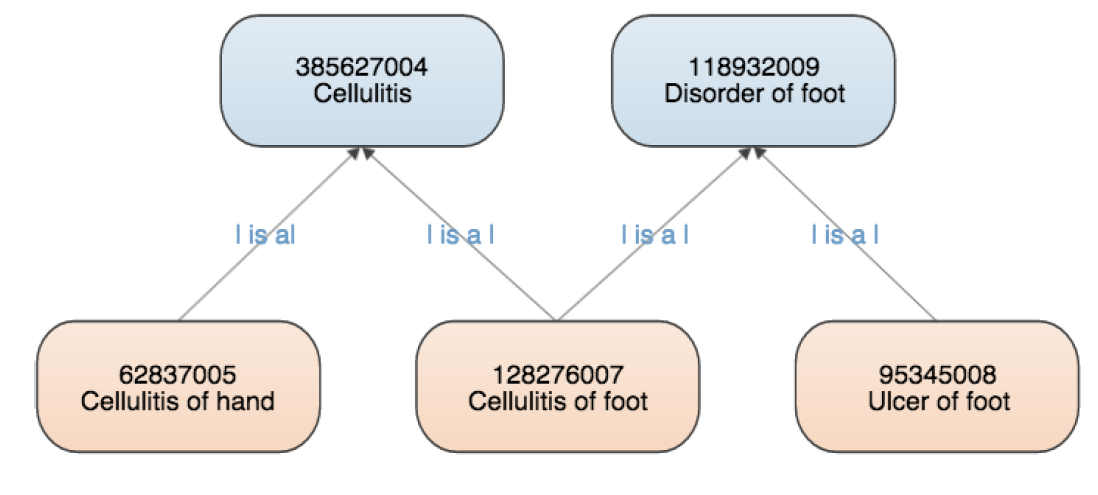 385627004
Cellulitis
118932009
Disorder of foot
| is a|
| is a |
| is a |
| is a |
62837005
Cellulitis of hand
128276007
Cellulitis of foot
95345008
Ulcer of foot